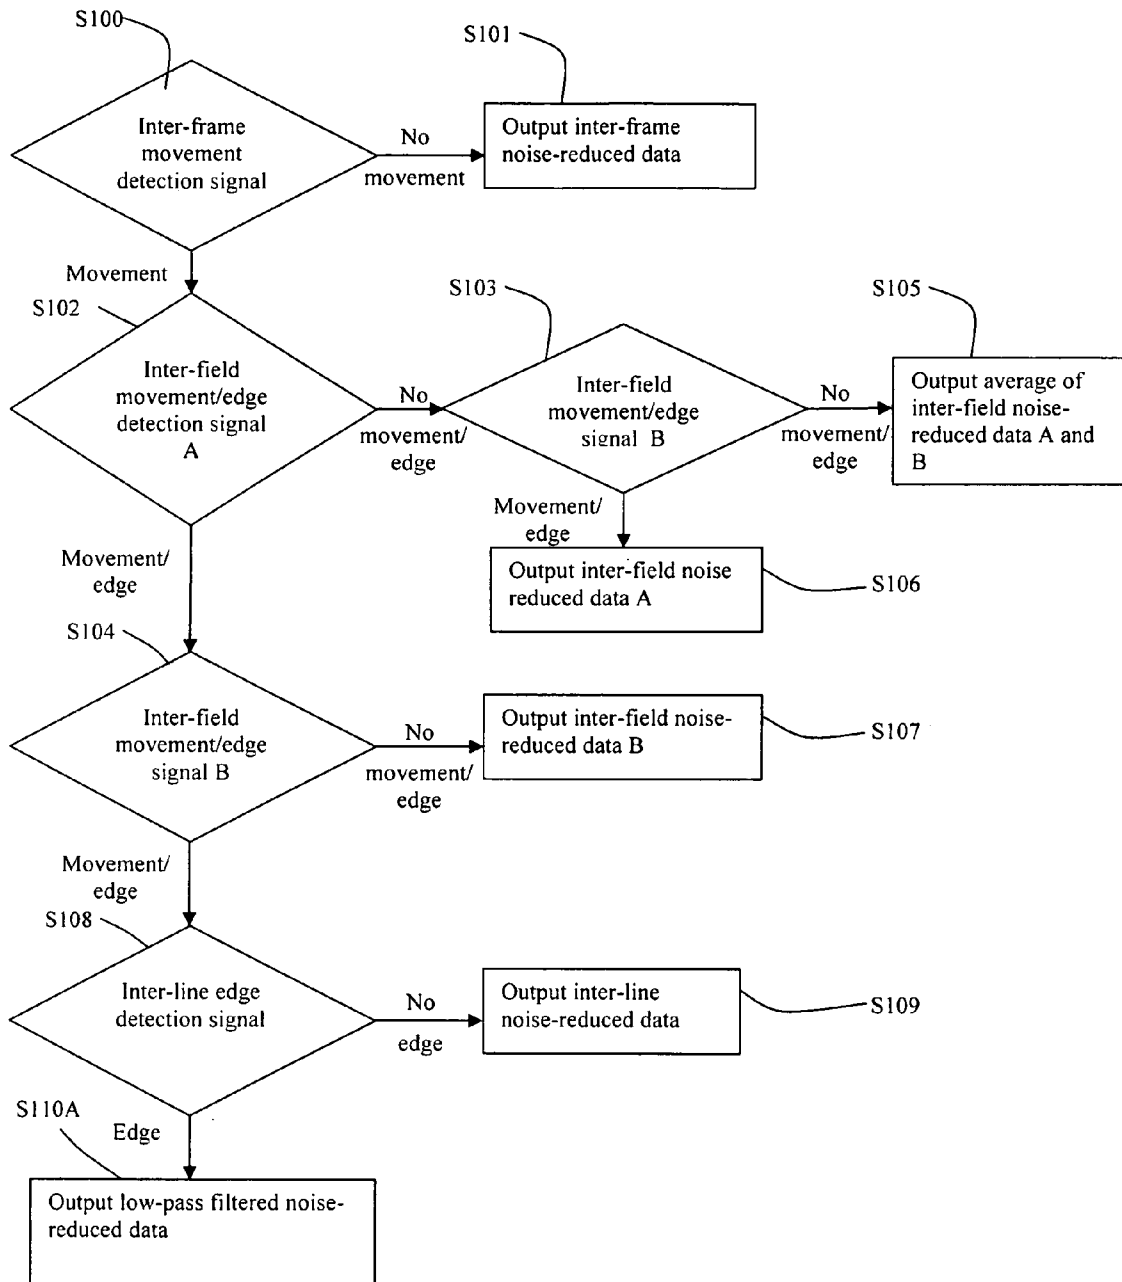 S100
S101
Inter-frame
movement
detection signal
No
movement
Output inter-frame
noise-reduced data
Movement
S102
S103
S105
Inter-field
movement/edge
detection signal
A
No
movement/
edge
Inter-field
movement/edge
signal B
No
movement/
edge
Output average of
inter-field noise-
reduced data A and
B
Movement/
edge
Movement/
edge
Output inter-field noise
reduced data A
S106
S104
Inter-field
movement/edge
signal B
No
movement/
edge
Output inter-field noise-
reduced data B
S107
Movement/
edge
S108
Inter-line edge
detection signal
No
edge
Output inter-line
noise-reduced data
S109
S110A
Edge
Output low-pass filtered noise-
reduced data